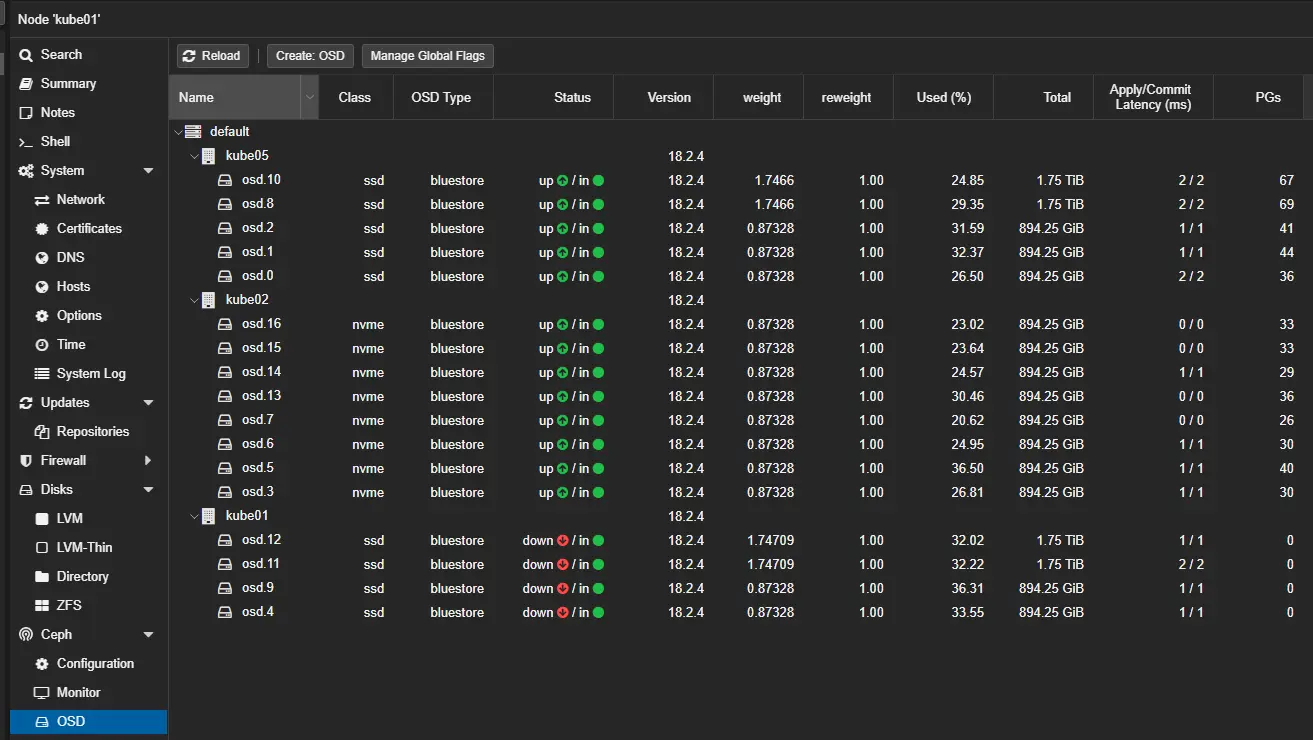 Node 'kube01'
Search
Summary
Notes
Shell
System
Network
Certificates
DNS
Hosts
Options
Time
System Log
Updates
Repositories
Firewall
Disks
LVM
LVM-Thin
Directory
ZFS
Ceph
Configuration
Monitor
OSD
Reload Create: OSD Manage Global Flags
Name Class OSD Type Status Version weight reweight Used (%) Total Apply/Commit Latency (ms) PGs
default
kube05 18.2.4
osd.10 ssd bluestore up / in 18.2.4 1.7466 1.00 24.85 1.75 TiB 2 / 2 67
osd.8 ssd bluestore up / in 18.2.4 1.7466 1.00 29.35 1.75 TiB 2 / 2 69
osd.2 ssd bluestore up / in 18.2.4 0.87328 1.00 31.59 894.25 GiB 1 / 1 41
osd.1 ssd bluestore up / in 18.2.4 0.87328 1.00 32.37 894.25 GiB 1 / 1 44
osd.0 ssd bluestore up / in 18.2.4 0.87328 1.00 26.50 894.25 GiB 2 / 2 36
kube02 18.2.4
osd.16 nvme bluestore up / in 18.2.4 0.87328 1.00 23.02 894.25 GiB 0 / 0 33
osd.15 nvme bluestore up / in 18.2.4 0.87328 1.00 23.64 894.25 GiB 0 / 0 33
osd.14 nvme bluestore up / in 18.2.4 0.87328 1.00 24.57 894.25 GiB 1 / 1 29
osd.13 nvme bluestore up / in 18.2.4 0.87328 1.00 30.46 894.25 GiB 0 / 0 36
osd.7 nvme bluestore up / in 18.2.4 0.87328 1.00 20.62 894.25 GiB 0 / 0 26
osd.6 nvme bluestore up / in 18.2.4 0.87328 1.00 24.95 894.25 GiB 1 / 1 30
osd.5 nvme bluestore up / in 18.2.4 0.87328 1.00 36.50 894.25 GiB 1 / 1 40
osd.3 nvme bluestore up / in 18.2.4 0.87328 1.00 26.81 894.25 GiB 1 / 1 30
kube01 18.2.4
osd.12 ssd bluestore down / in 18.2.4 1.74709 1.00 32.02 1.75 TiB 1 / 1 0
osd.11 ssd bluestore down / in 18.2.4 1.74709 1.00 32.22 1.75 TiB 2 / 2 0
osd.9 ssd bluestore down / in 18.2.4 0.87328 1.00 36.31 894.25 GiB 1 / 1 0
osd.4 ssd bluestore down / in 18.2.4 0.87328 1.00 33.55 894.25 GiB 1 / 1 0